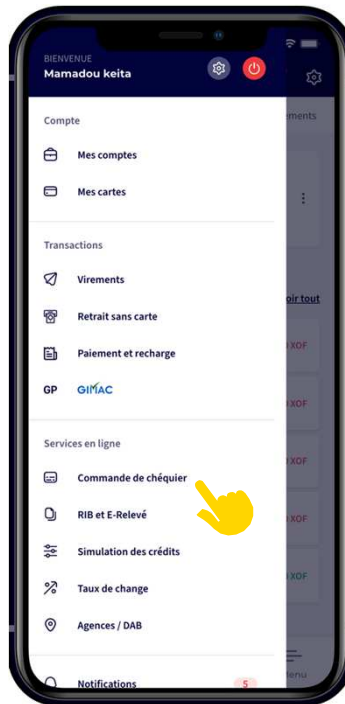 BIENVENUE
Mamadou keita
ements
Compte
Mes comptes
Mes cartes
Transactions
Virements
oir tout
Retrait sans carte
Paiement et recharge
XOF
GP GIMAC
XOF
Services en ligne
XOF
Commande de chéquier
RIB et E-Relevé
XOF
Simulation des crédits
XOF
Taux de change
Agences / DAB
Notifications 5
enu